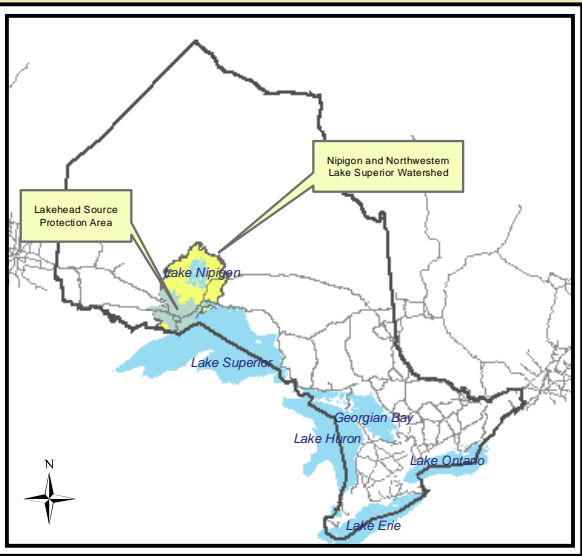 Nipigon and Northwestern
Lake Superior Watershed
Lakehead Source
Protection Area
Lake Nipigon
Lake Superior
Georgian Bay
Lake Huron
Lake Ontario
Lake Erie
N